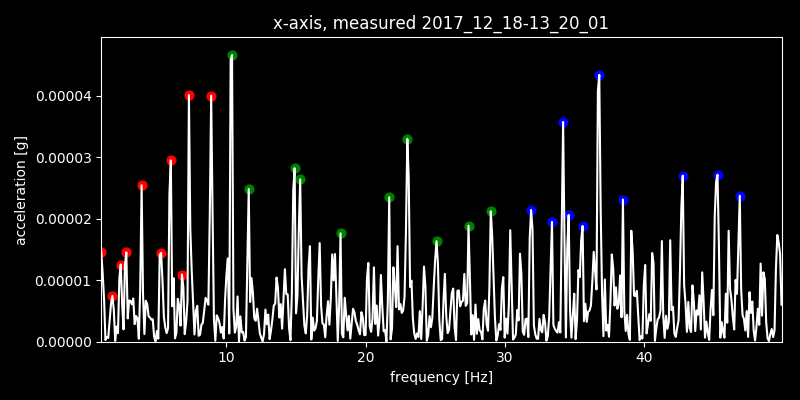 x-axis, measured 2017_12_18-13_20_01
acceleration [g]
0.00004
0.00003
0.00002
0.00001
0.00000
10 20 30 40
frequency [Hz]